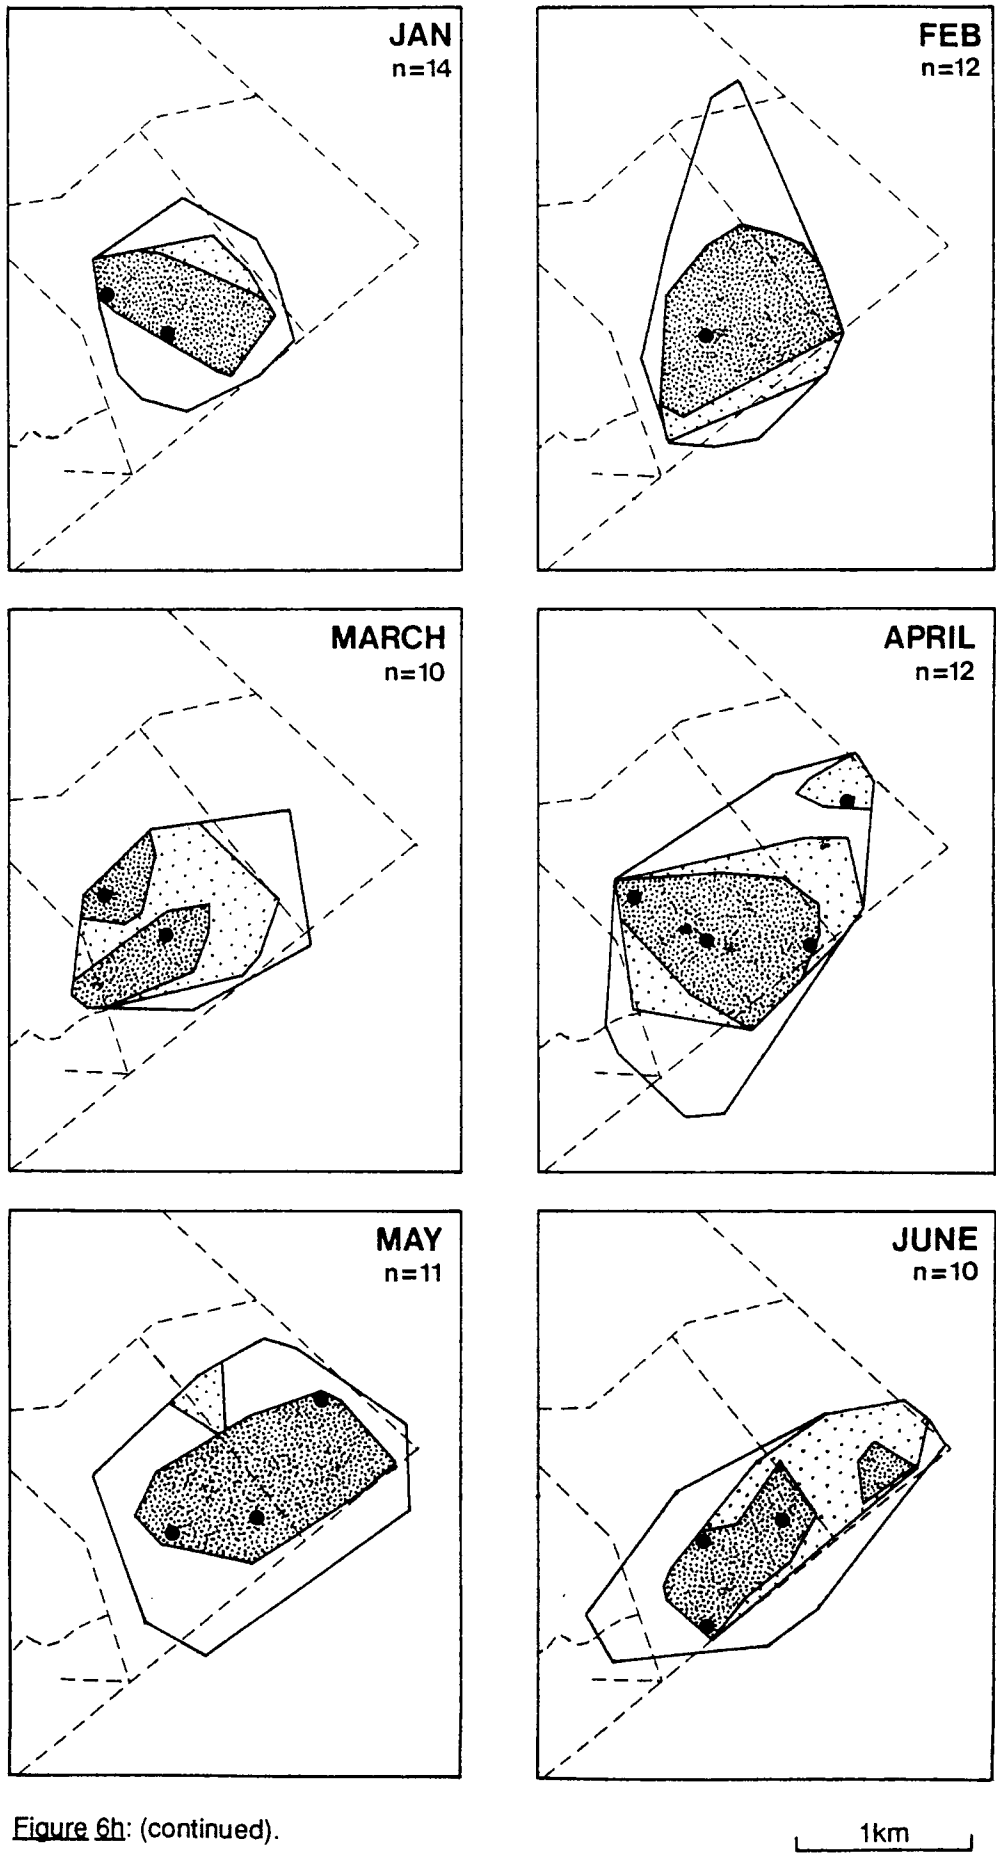 JAN
n=14
FEB
n=12
MARCH
n=10
APRIL
n=12
MAY
n=11
JUNE
n=10
Figure 6h: (continued).
1km